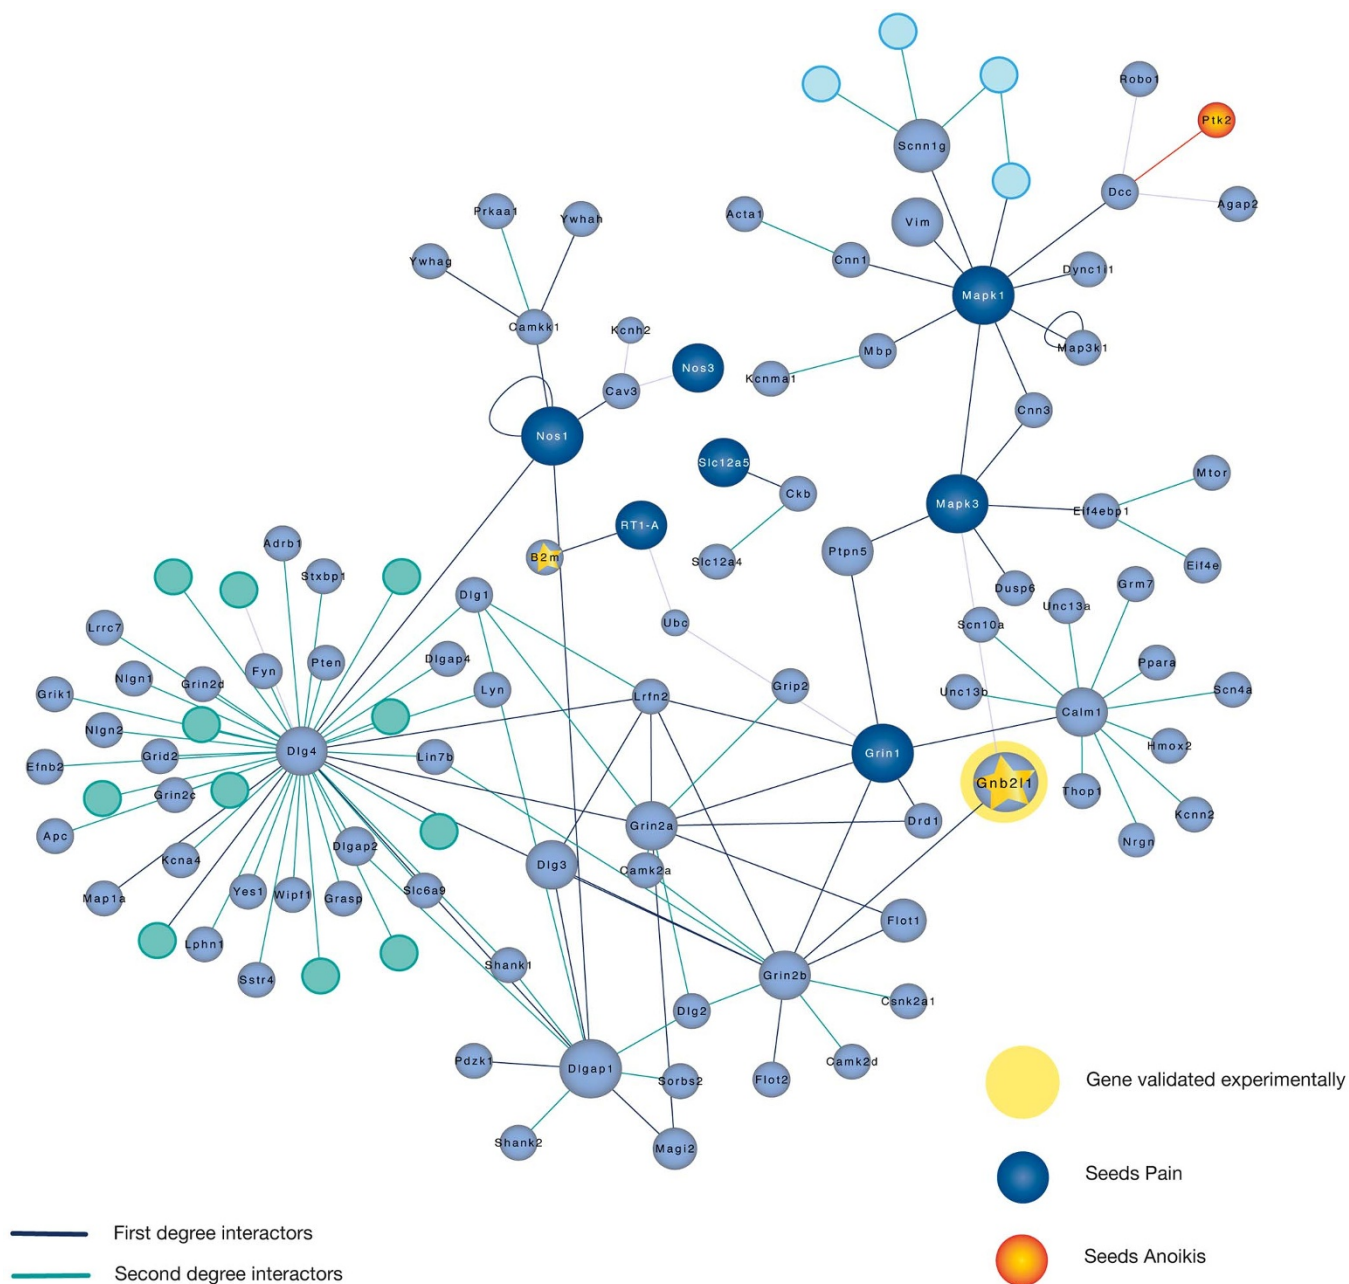 Robo1
Ptk2
Scnn1g
Dcc
Agap2
Prkaa1
Ywhah
Acta1
Vim
Ywhag
Cnn1
Dync1i1
Mapk1
Camkk1
Kcnh2
Mbp
Map3k1
Nos3
Kcnma1
Cav3
Cnn3
Nos1
Slc12a5
Mtor
Ckb
Mapk3
Eif4ebp1
RT1-A
Adrb1
B2m
Slc12a4
Ptpn5
Eif4e
Stxbp1
Dusp6
Grm7
Dlg1
Unc13a
Lrrc7
Ubc
Scn10a
Dlgap4
Pten
Ppara
Fyn
Nlgn1
Grin2d
Grip2
Grik1
Lyn
Lrfn2
Unc13b
Scn4a
Calm1
Nlgn2
Dlg4
Grin1
Hmox2
Efnb2
Grid2
Lin7b
Gnb2l1
Thop1
Grin2c
Kcnn2
Drd1
Apc
Grin2a
Nrgn
Dlgap2
Kcna4
Dlg3
Camk2a
Map1a
Yes1
Wipf1
Grasp
Slc6a9
Flot1
Lphn1
Shank1
Grin2b
Sstr4
Csnk2a1
Dlg2
Pdzk1
Dlgap1
Camk2d
Sorbs2
Flot2
Gene validated experimentally
Shank2
Magi2
Seeds Pain
First degree interactors
Seeds Anoikis
Second degree interactors